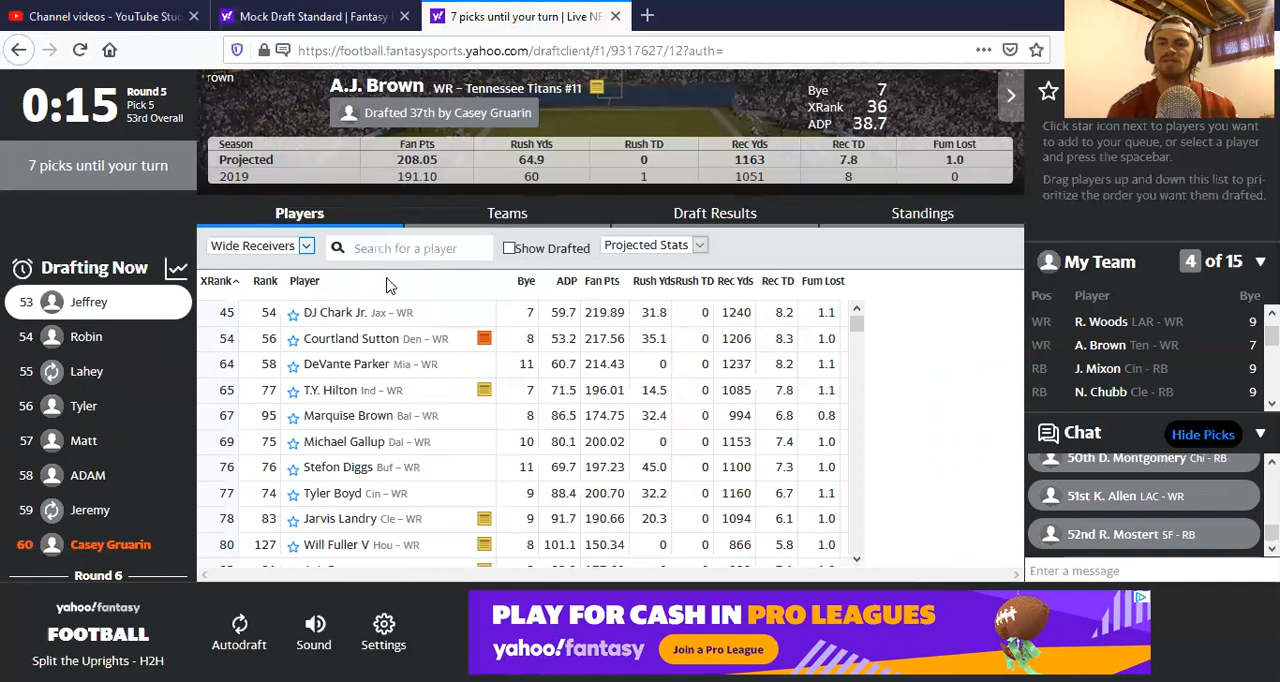 Channel videos - YouTube Stu
Mock Draft Standard | Fantasy
7 picks until your turn | Live NF
https://football.fantasysports.yahoo.com/draftclient/f1/9317627/12?auth=
0:15
Round 5
Pick 5
53rd Overall
7 picks until your turn
rown
A.J. Brown WR – Tennessee Titans #11
Drafted 37th by Casey Gruarin
Bye 7
XRank 36
ADP 38.7
Season Fan Pts Rush Yds Rush TD Rec Yds Rec TD Fum Lost
Projected 208.05 64.9 0 1163 7.8 1.0
2019 191.10 60 1 1051 8 0
Click star icon next to players you want
to add to your queue, or select a player
and press the spacebar.
Drag players up and down this list to pri-
oritize the order you want them drafted.
Players Teams Draft Results Standings
Wide Receivers Search for a player Show Drafted Projected Stats
XRank Rank Player Bye ADP Fan Pts Rush Yds Rush TD Rec Yds Rec TD Fum Lost
45 54 DJ Chark Jr. Jax – WR 7 59.7 219.89 31.8 0 1240 8.2 1.1
54 56 Courtland Sutton Den – WR 8 53.2 217.56 35.1 0 1206 8.3 1.0
64 58 DeVante Parker Mia – WR 11 60.7 214.43 0 0 1237 8.2 1.1
65 77 T.Y. Hilton Ind – WR 7 71.5 196.01 14.5 0 1085 7.8 1.1
67 95 Marquise Brown Bal – WR 8 86.5 174.75 32.4 0 994 6.8 0.8
69 75 Michael Gallup Dal – WR 10 80.1 200.02 0 0 1153 7.4 1.0
76 76 Stefon Diggs Buf – WR 11 69.7 197.23 45.0 0 1100 7.3 1.0
77 74 Tyler Boyd Cin – WR 9 88.4 200.70 32.2 0 1160 6.7 1.1
78 83 Jarvis Landry Cle – WR 9 91.7 190.66 20.3 0 1094 6.1 1.0
80 127 Will Fuller V Hou – WR 8 101.1 150.34 0 0 866 5.8 1.0
Drafting Now
53 Jeffrey
54 Robin
55 Lahey
56 Tyler
57 Matt
58 ADAM
59 Jeremy
60 Casey Gruarin
Round 6
My Team 4 of 15
Pos Player Bye
WR R. Woods LAR - WR 9
WR A. Brown Ten - WR 7
RB J. Mixon Cin - RB 9
RB N. Chubb Cle - RB 9
Chat Hide Picks
50th D. Montgomery Chi - RB
51st K. Allen LAC - WR
52nd R. Mostert SF - RB
Enter a message
yahoo!fantasy
FOOTBALL
Split the Uprights - H2H
Autodraft Sound Settings
PLAY FOR CASH IN PRO LEAGUES
yahoo!fantasy Join a Pro League